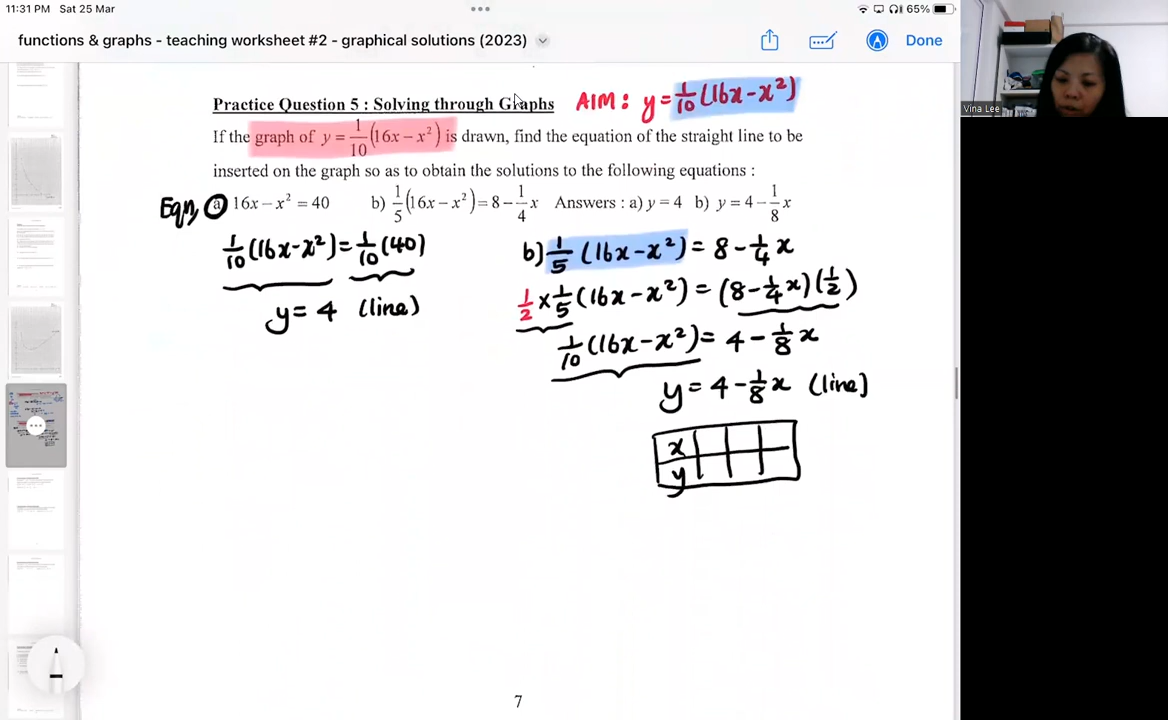 11:31 PM Sat 25 Mar
65%
functions & graphs - teaching worksheet #2 - graphical solutions (2023)
Done
Vina Lee
Practice Question 5 : Solving through Graphs
AIM : y = 1/10 (16x - x²)
If the graph of y = 1/10 (16x - x²) is drawn, find the equation of the straight line to be
inserted on the graph so as to obtain the solutions to the following equations :
Eqn, a) 16x - x² = 40 b) 1/5 (16x - x²) = 8 - 1/4 x Answers : a) y = 4 b) y = 4 - 1/8 x
1/10 (16x - x²) = 1/10 (40)
y = 4 (line)
b) 1/5 (16x - x²) = 8 - 1/4 x
1/2 × 1/5 (16x - x²) = (8 - 1/4 x)(1/2)
1/10 (16x - x²) = 4 - 1/8 x
y = 4 - 1/8 x (line)
x
y
7